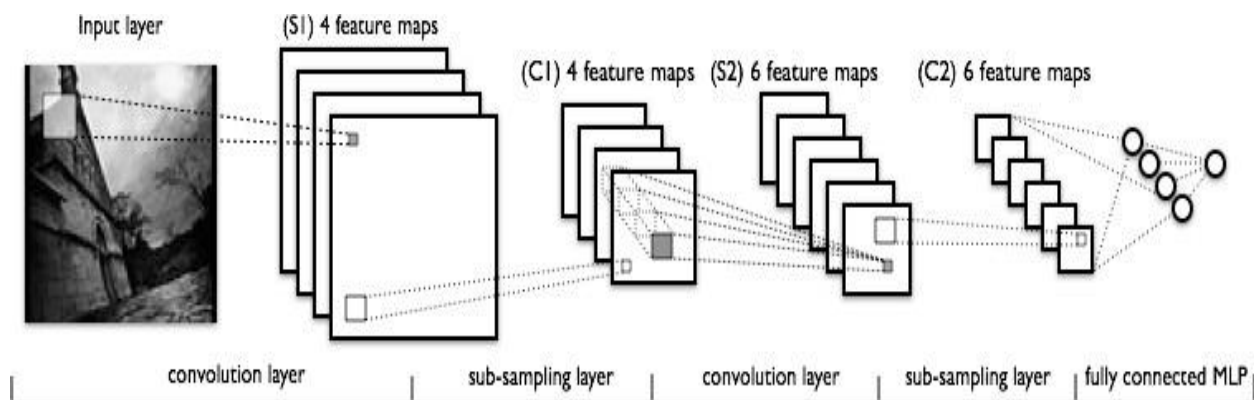 Input layer
(S1) 4 feature maps
(C1) 4 feature maps
(S2) 6 feature maps
(C2) 6 feature maps
convolution layer
sub-sampling layer
convolution layer
sub-sampling layer
fully connected MLP